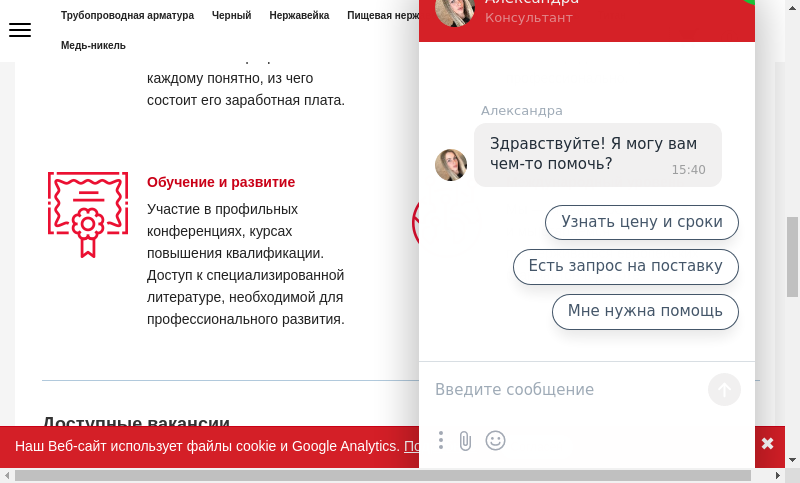 Трубопроводная арматура
Черный
Нержавейка
Пищевая нерж
Медь-никель
каждому понятно, из чего
состоит его заработная плата.
Обучение и развитие
Участие в профильных
конференциях, курсах
повышения квалификации.
Доступ к специализированной
литературе, необходимой для
профессионального развития.
Доступные вакансии
Наш Веб-сайт использует файлы cookie и Google Analytics. По
Александра
Консультант
Александра
Здравствуйте! Я могу вам
чем-то помочь?
15:40
Узнать цену и сроки
Есть запрос на поставку
Мне нужна помощь
Введите сообщение